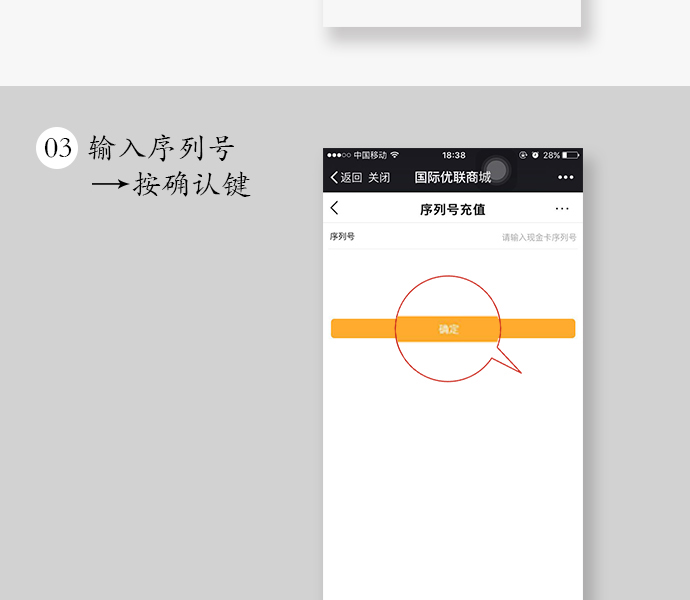 03 输入序列号
→按确认键
中国移动 18:38 28%
返回 关闭 国际优联商城
序列号充值
序列号 请输入现金卡序列号
确定